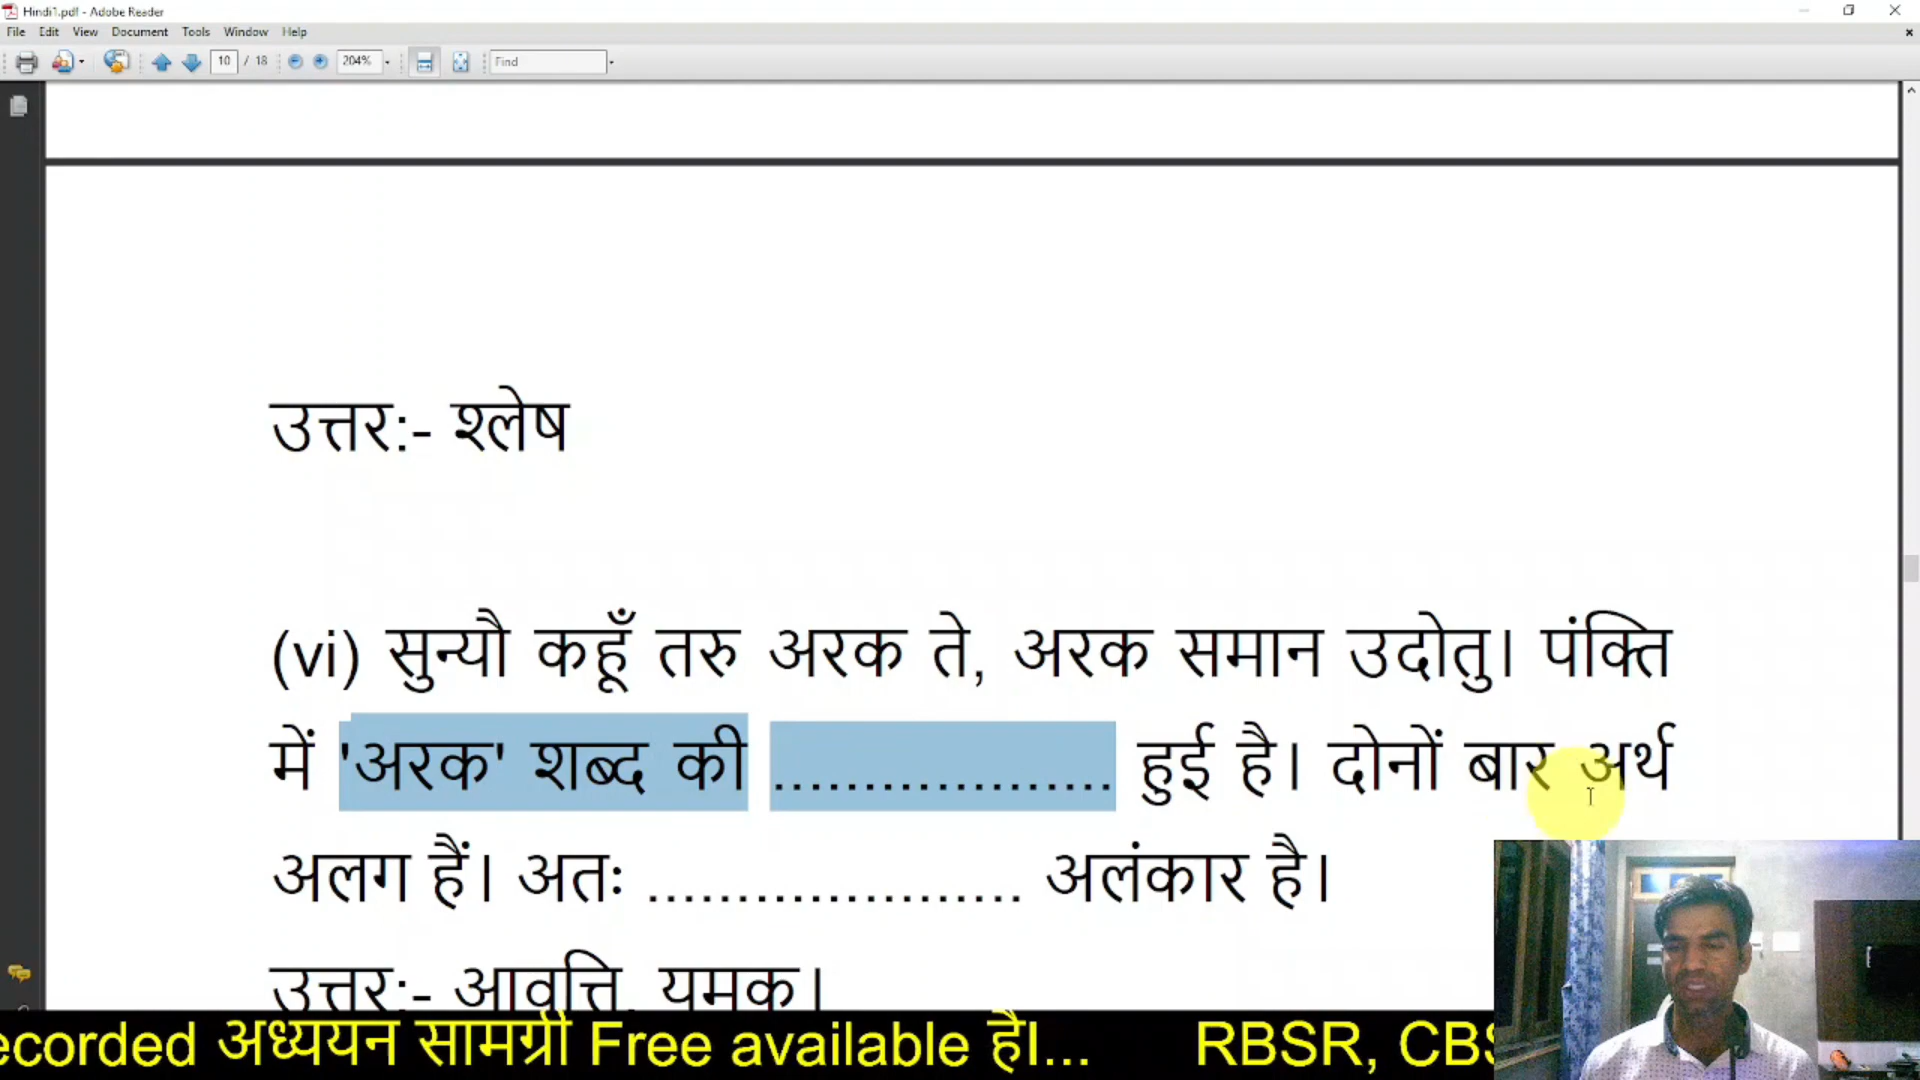 Hindi1.pdf - Adobe Reader
File Edit View Document Tools Window Help
10 / 18 204% Find
उत्तर:- श्लेष
(vi) सुन्यौ कहूँ तरु अरक ते, अरक समान उदोतु। पंक्ति
में 'अरक' शब्द की ....................... हुई है। दोनों बार अर्थ
अलग हैं। अतः ......................... अलंकार है।
उत्तर:- आवृत्ति, यमक।
ecorded अध्ययन सामग्री Free available है।... RBSR, CBS